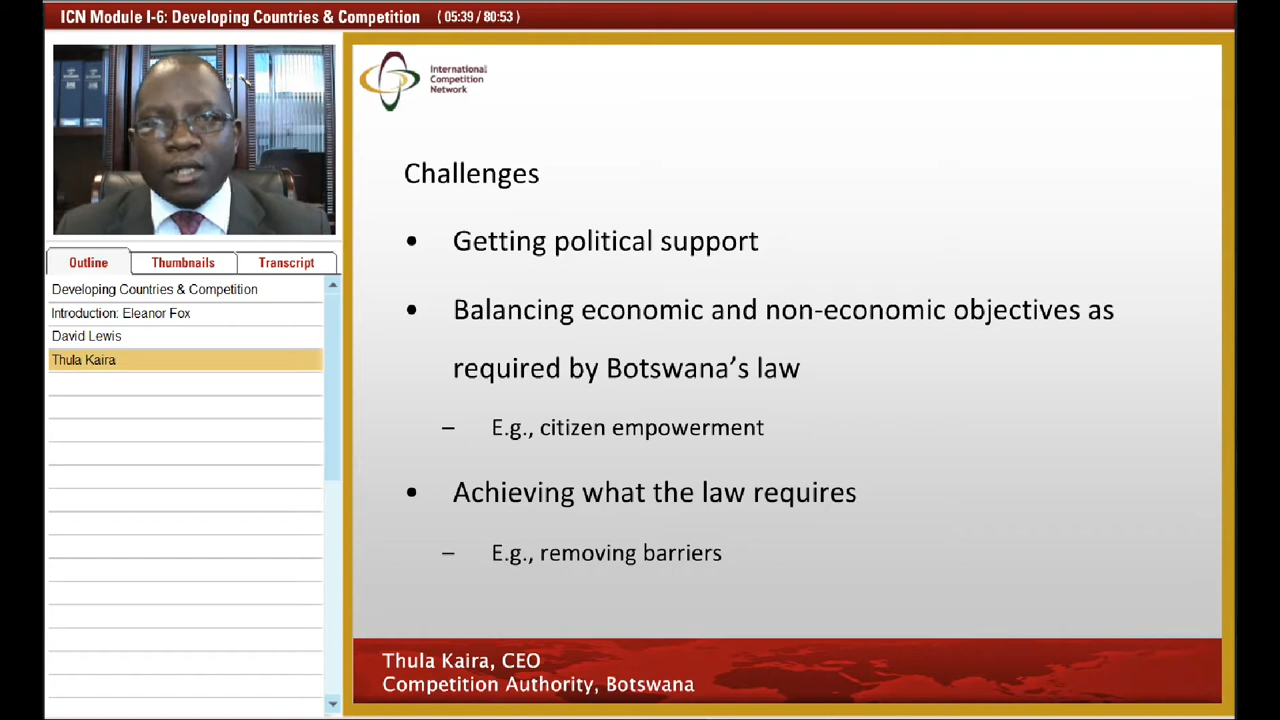 ICN Module I-6: Developing Countries & Competition ( 05:39 / 80:53 )
International
Competition
Network
Outline
Thumbnails
Transcript
Developing Countries & Competition
Introduction: Eleanor Fox
David Lewis
Thula Kaira
Challenges
• Getting political support
• Balancing economic and non-economic objectives as
required by Botswana’s law
– E.g., citizen empowerment
• Achieving what the law requires
– E.g., removing barriers
Thula Kaira, CEO
Competition Authority, Botswana